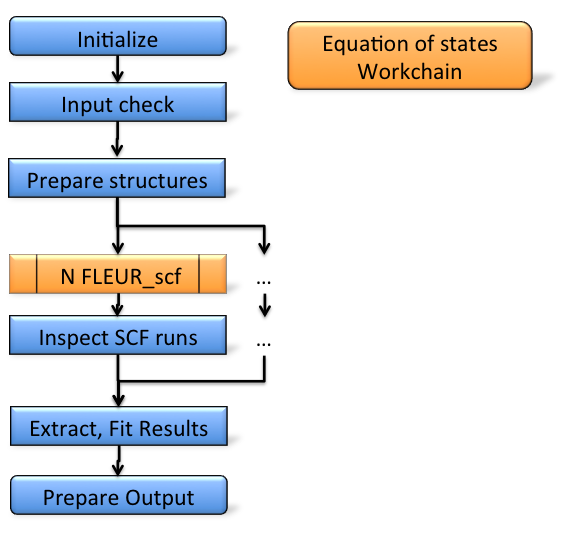 Initialize
Equation of states
Workchain
Input check
Prepare structures
N FLEUR_scf
...
Inspect SCF runs
...
Extract, Fit Results
Prepare Output